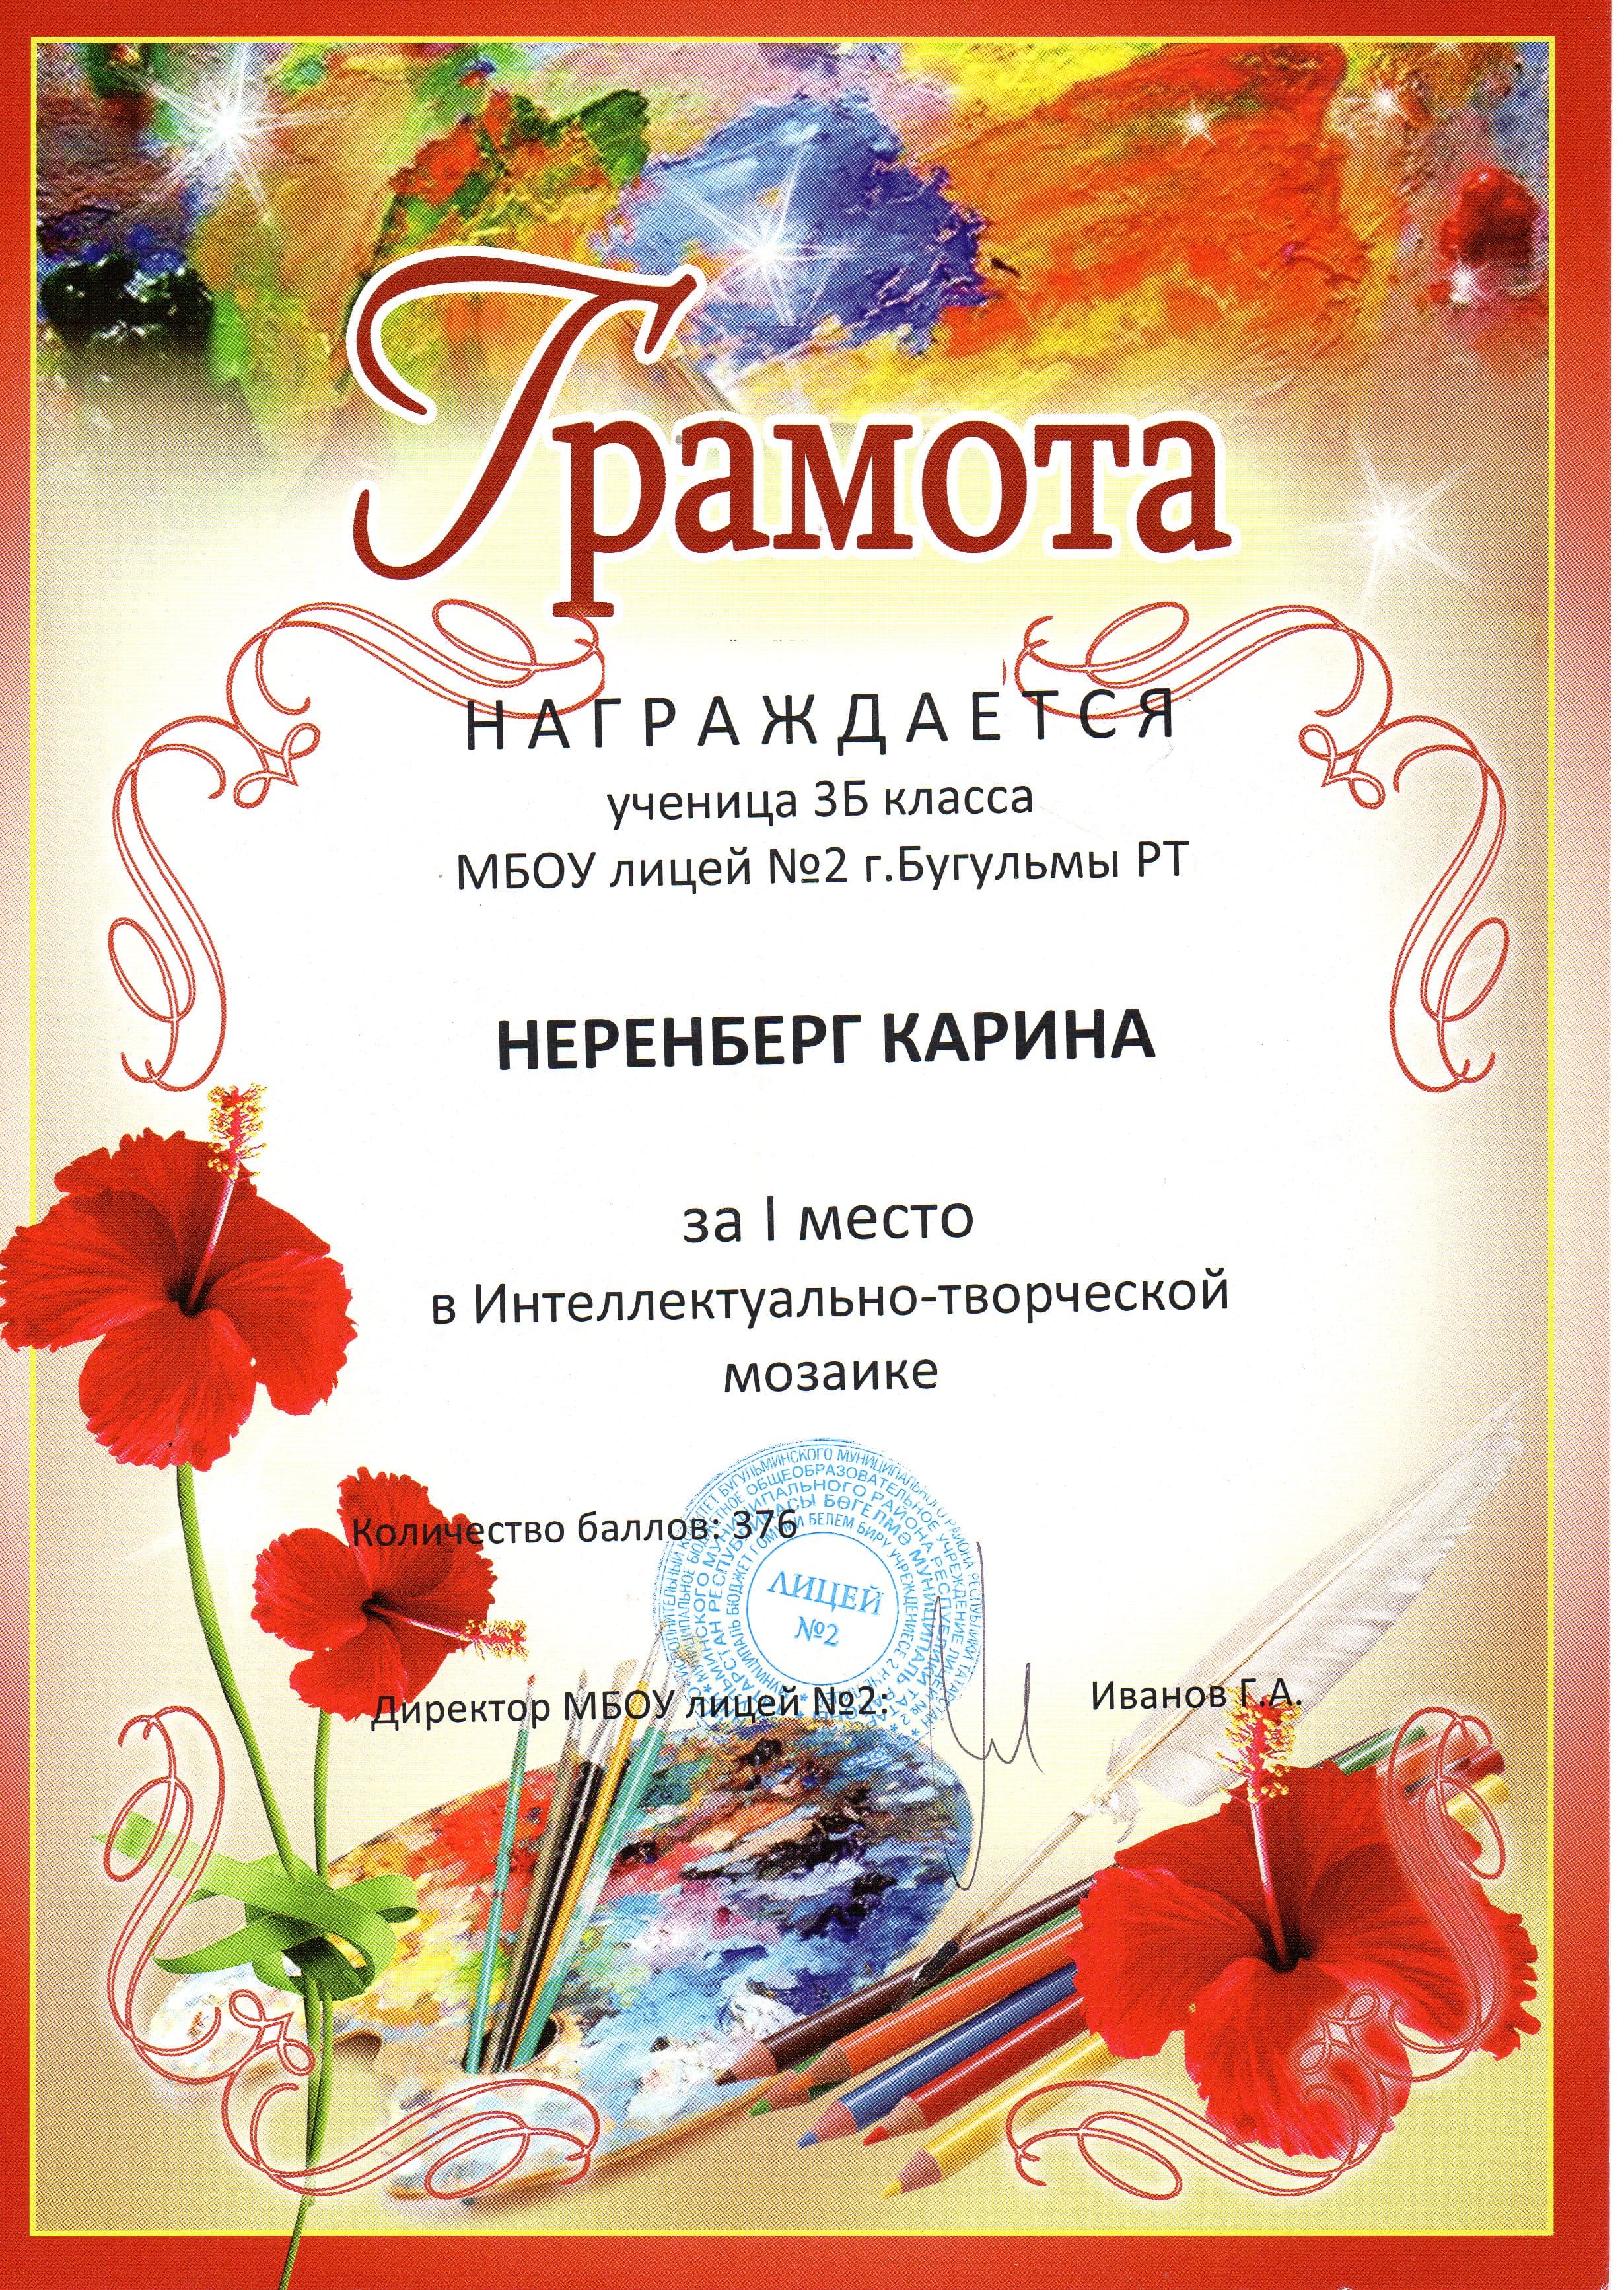 Грамота
НАГРАЖДАЕТСЯ
ученица 3Б класса
МБОУ лицей №2 г.Бугульмы РТ
НЕРЕНБЕРГ КАРИНА
за I место
в Интеллектуально-творческой
мозаике
Количество баллов: 376
ЛИЦЕЙ
№2
Директор МБОУ лицей №2:
Иванов Г.А.